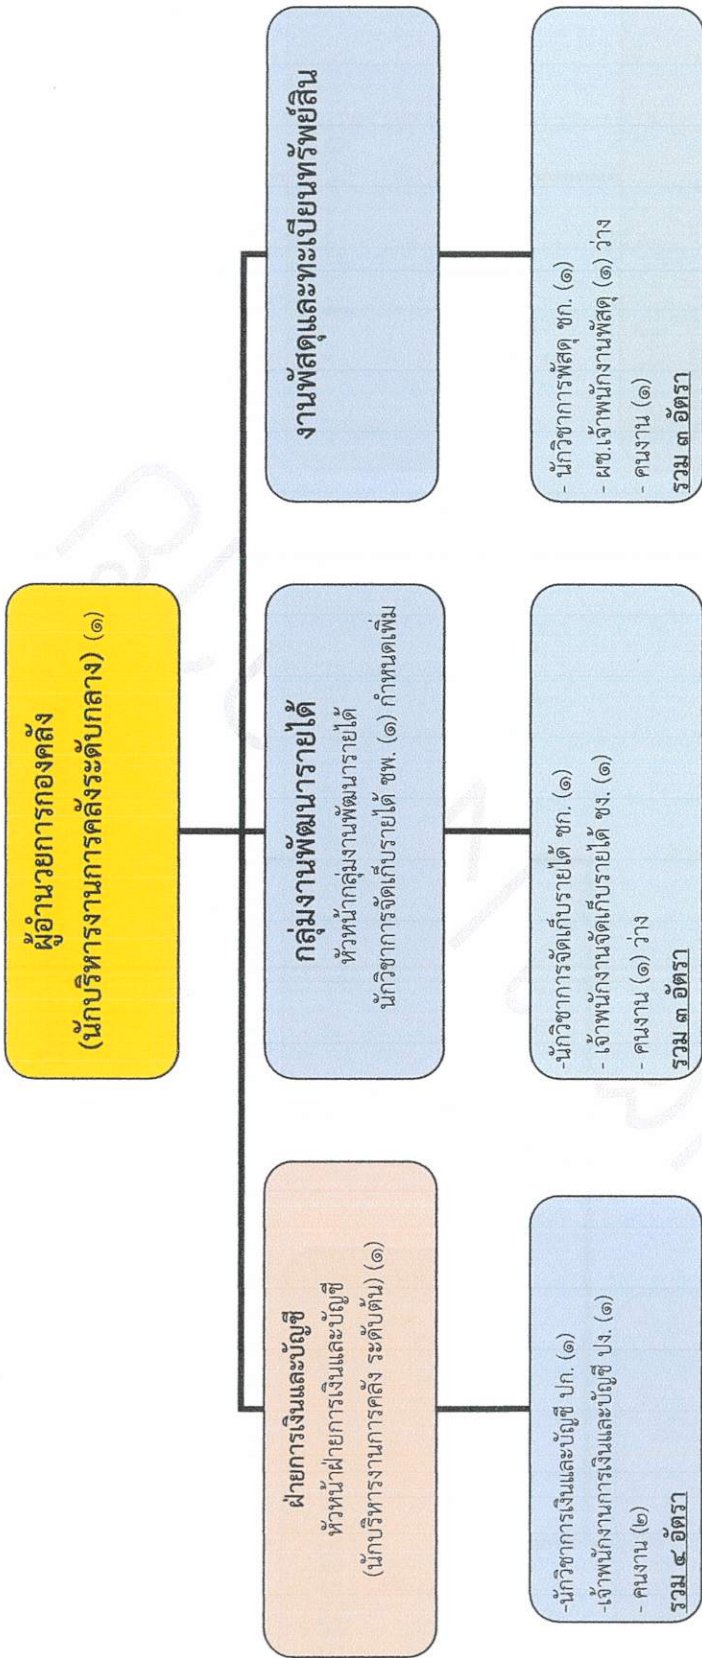 ผู้อำนวยการกองคลัง
(นักบริหารงานการคลังระดับกลาง) (๑)
ฝ่ายการเงินและบัญชี
หัวหน้าฝ่ายการเงินและบัญชี
(นักบริหารงานการคลัง ระดับต้น) (๑)
กลุ่มงานพัฒนารายได้
หัวหน้ากลุ่มงานพัฒนารายได้
นักวิชาการจัดเก็บรายได้ ชพ. (๑) กำหนดเพิ่ม
งานพัสดุและทะเบียนทรัพย์สิน
-นักวิชาการเงินและบัญชี ปก. (๑)
-เจ้าพนักงานการเงินและบัญชี ปง. (๑)
- คนงาน (๒)
รวม ๔ อัตรา
-นักวิชาการจัดเก็บรายได้ ชก. (๑)
- เจ้าพนักงานจัดเก็บรายได้ ชง. (๑)
- คนงาน (๑) ว่าง
รวม ๓ อัตรา
- นักวิชาการพัสดุ ชก. (๑)
- ผช.เจ้าพนักงานพัสดุ (๑) ว่าง
- คนงาน (๑)
รวม ๓ อัตรา